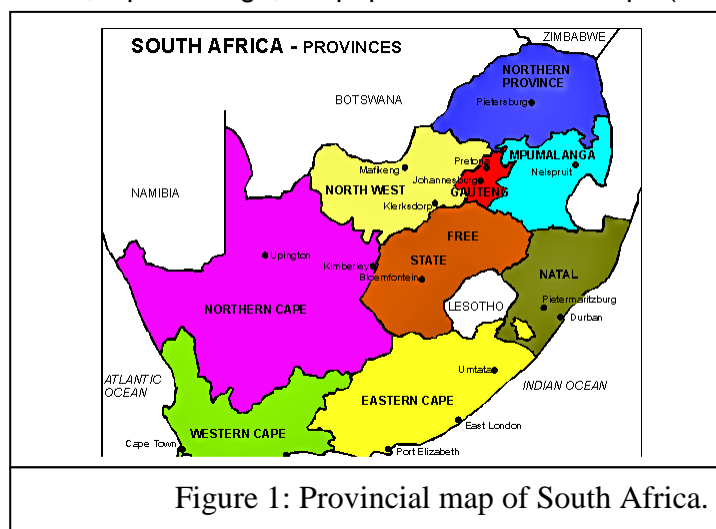 SOUTH AFRICA - PROVINCES
ZIMBABWE
NORTHERN
PROVINCE
Pietersburg
BOTSWANA
MPUMALANGA
Pretoria
Nelspruit
Mafikeng
Johannesburg
NORTH WEST
GAUTENG
NAMIBIA
Klerksdorp
FREE
STATE
Upington
Kimberley
Bloemfontein
NATAL
LESOTHO
Pietermaritzburg
Durban
NORTHERN CAPE
Umtata
ATLANTIC
OCEAN
INDIAN OCEAN
EASTERN CAPE
East London
WESTERN CAPE
Cape Town
Port Elizabeth
Figure 1: Provincial map of South Africa.